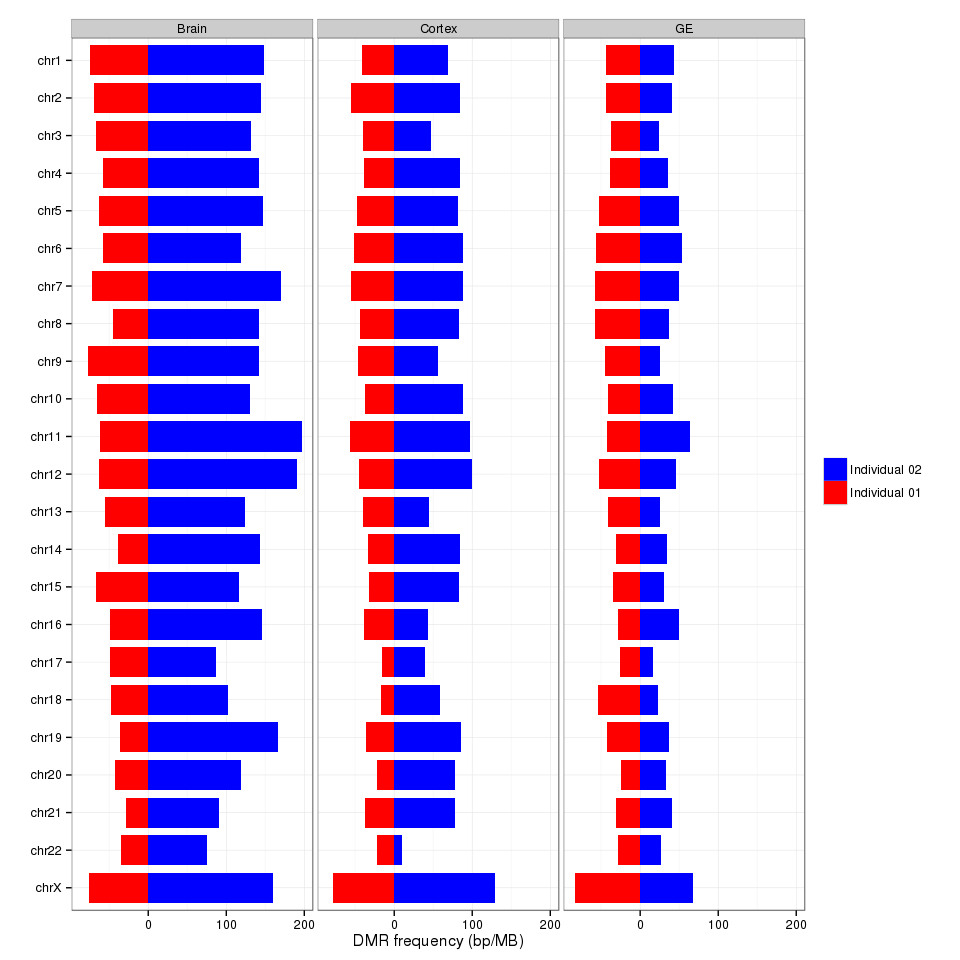 Brain Cortex GE
chr1
chr2
chr3
chr4
chr5
chr6
chr7
chr8
chr9
chr10
chr11
chr12
chr13
chr14
chr15
chr16
chr17
chr18
chr19
chr20
chr21
chr22
chrX
0 100 200 0 100 200 0 100 200
DMR frequency (bp/MB)
Individual 02
Individual 01